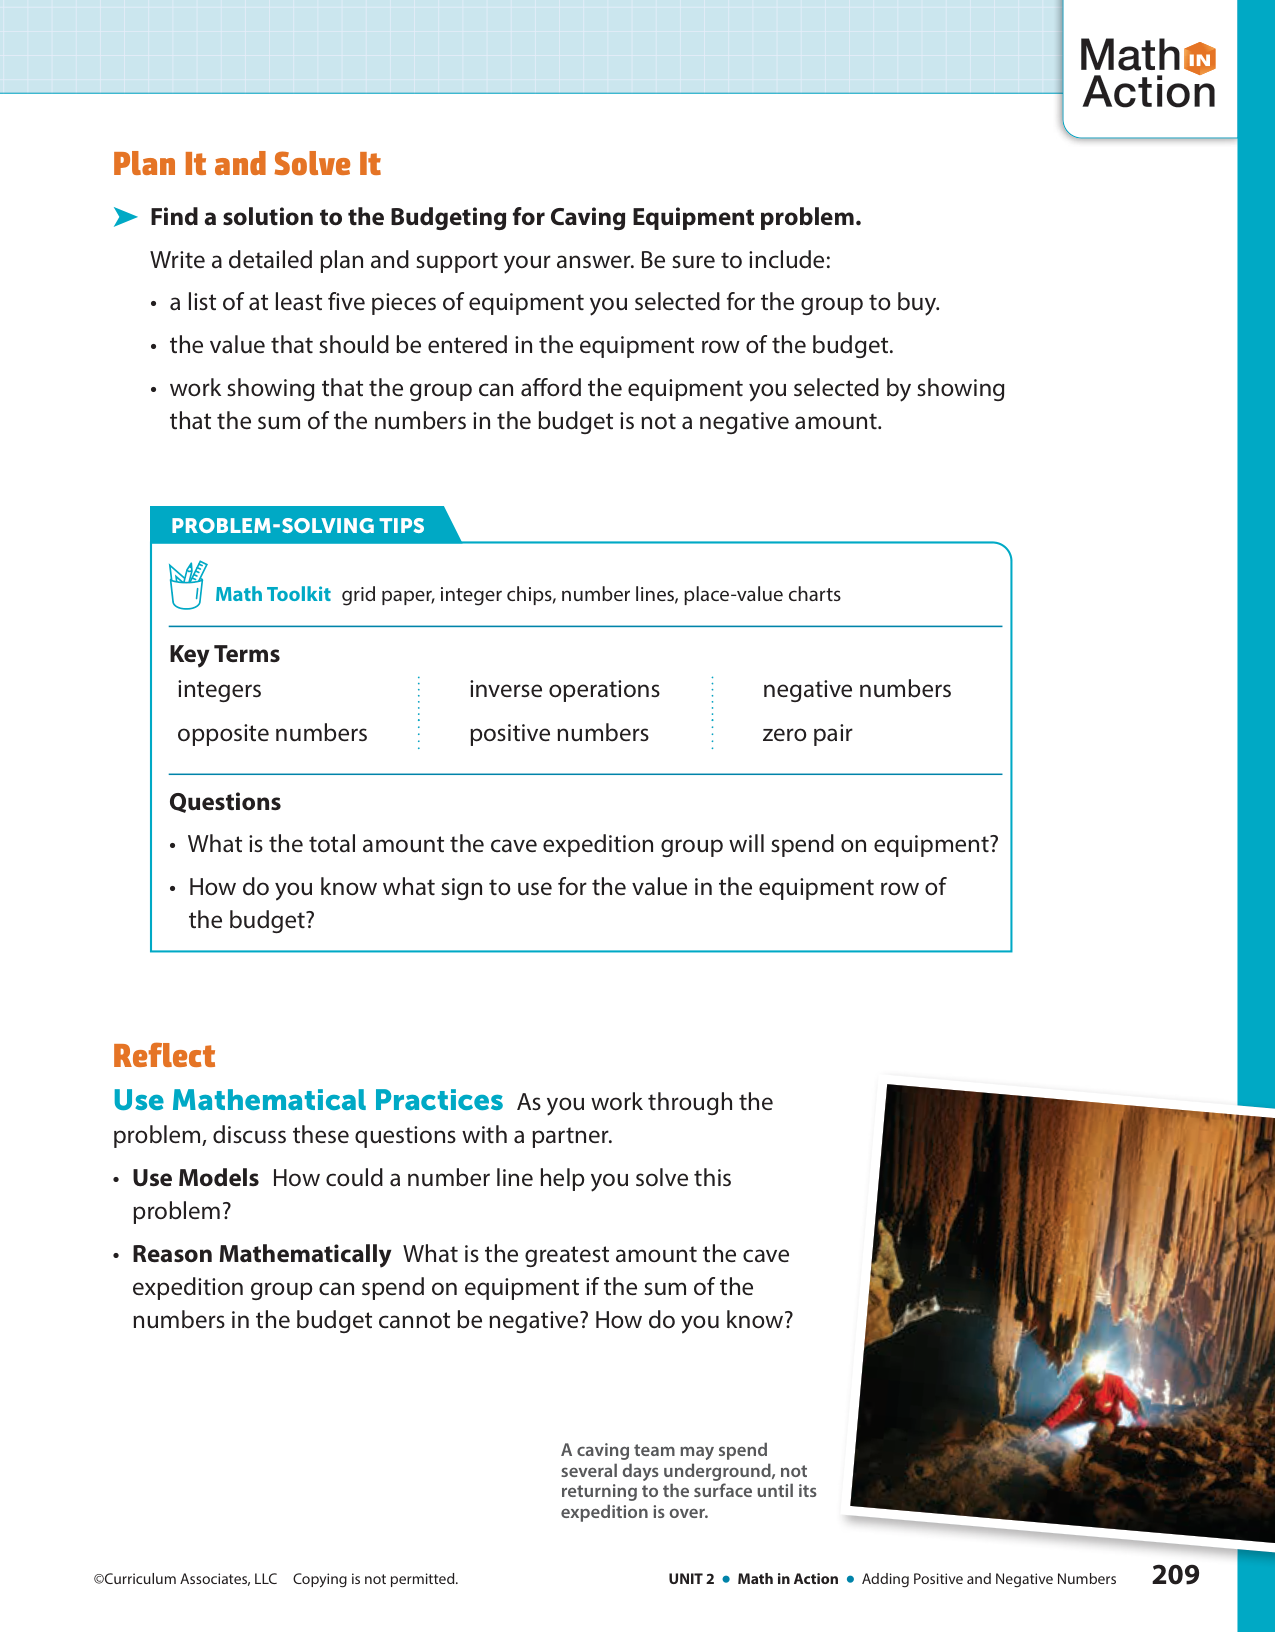 Math IN
Action
Plan It and Solve It
Find a solution to the Budgeting for Caving Equipment problem.
Write a detailed plan and support your answer. Be sure to include:
• a list of at least five pieces of equipment you selected for the group to buy.
• the value that should be entered in the equipment row of the budget.
• work showing that the group can afford the equipment you selected by showing
that the sum of the numbers in the budget is not a negative amount.
PROBLEM-SOLVING TIPS
Math Toolkit grid paper, integer chips, number lines, place-value charts
Key Terms
integers inverse operations negative numbers
opposite numbers positive numbers zero pair
Questions
• What is the total amount the cave expedition group will spend on equipment?
• How do you know what sign to use for the value in the equipment row of
the budget?
Reflect
Use Mathematical Practices As you work through the
problem, discuss these questions with a partner.
• Use Models How could a number line help you solve this
problem?
• Reason Mathematically What is the greatest amount the cave
expedition group can spend on equipment if the sum of the
numbers in the budget cannot be negative? How do you know?
A caving team may spend
several days underground, not
returning to the surface until its
expedition is over.
©Curriculum Associates, LLC Copying is not permitted.
UNIT 2 • Math in Action • Adding Positive and Negative Numbers 209